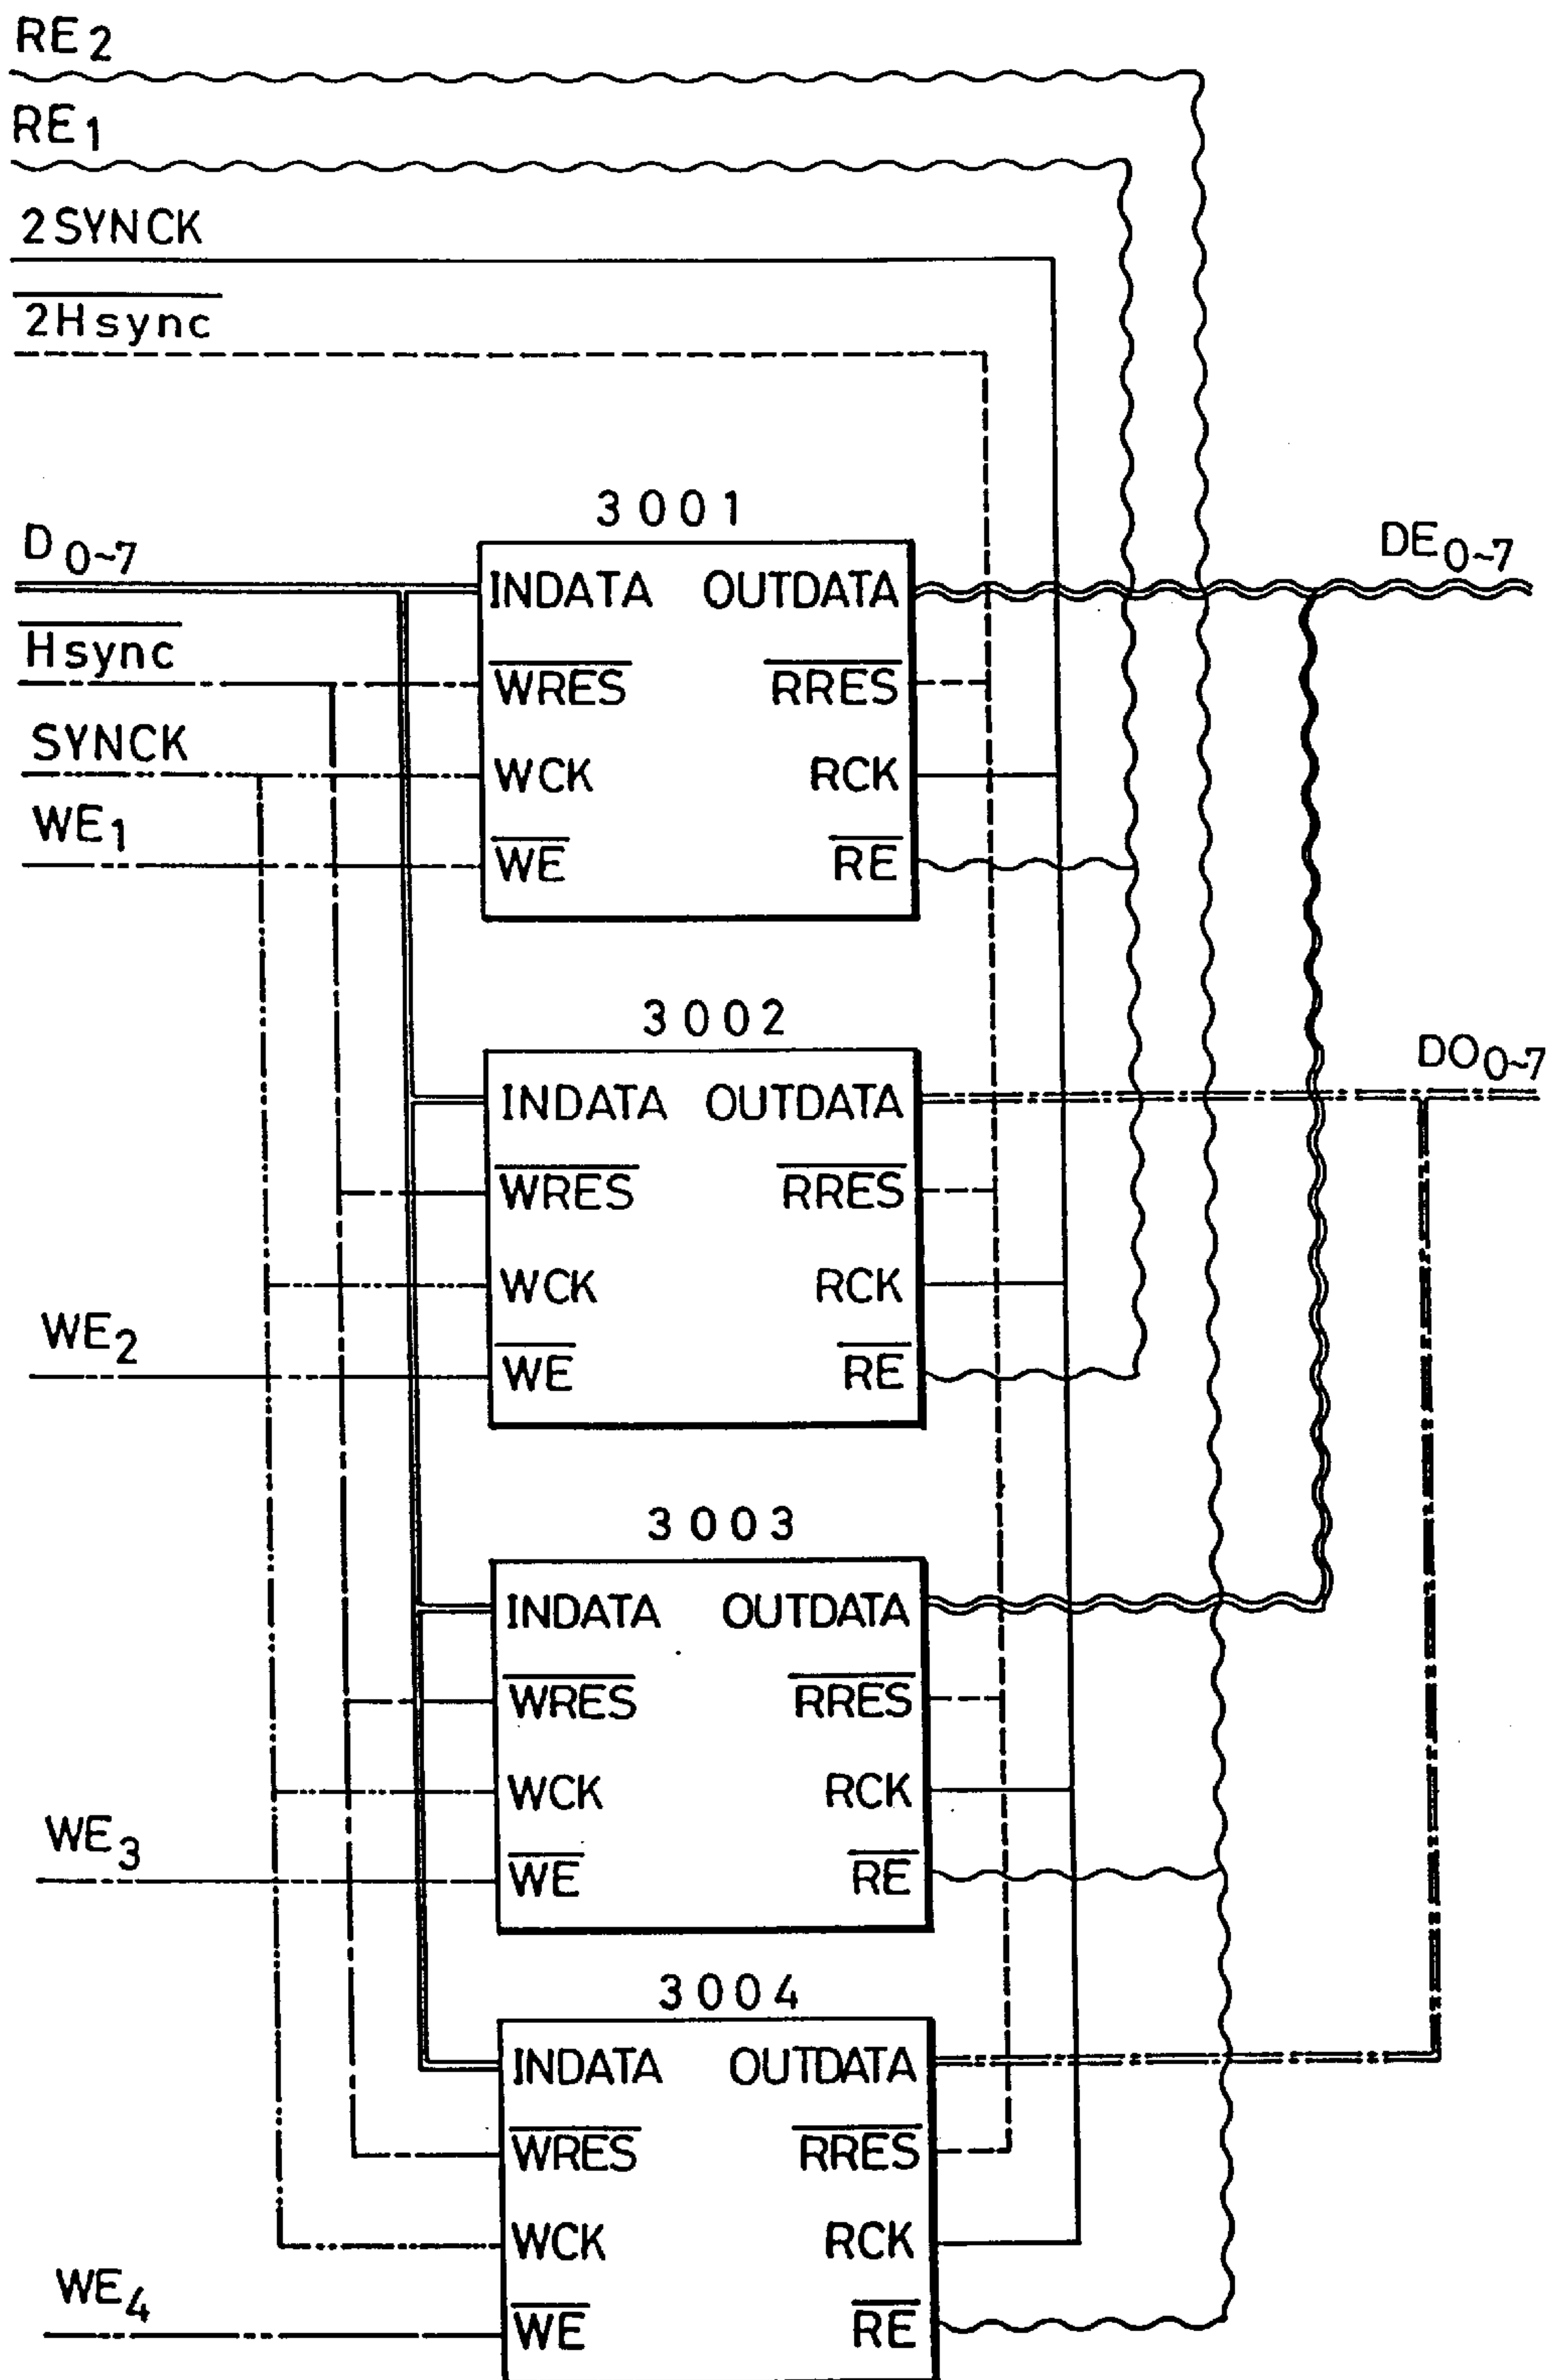 RE2
RE1
2SYNCK
2Hsync
3001
D0~7
INDATA OUTDATA
DE0~7
Hsync
WRES RRES
SYNCK
WCK RCK
WE1
WE RE
3002
DO0~7
INDATA OUTDATA
WRES RRES
WCK RCK
WE2
WE RE
3003
INDATA OUTDATA
WRES RRES
WCK RCK
WE3
WE RE
3004
INDATA OUTDATA
WRES RRES
WCK RCK
WE4
WE RE